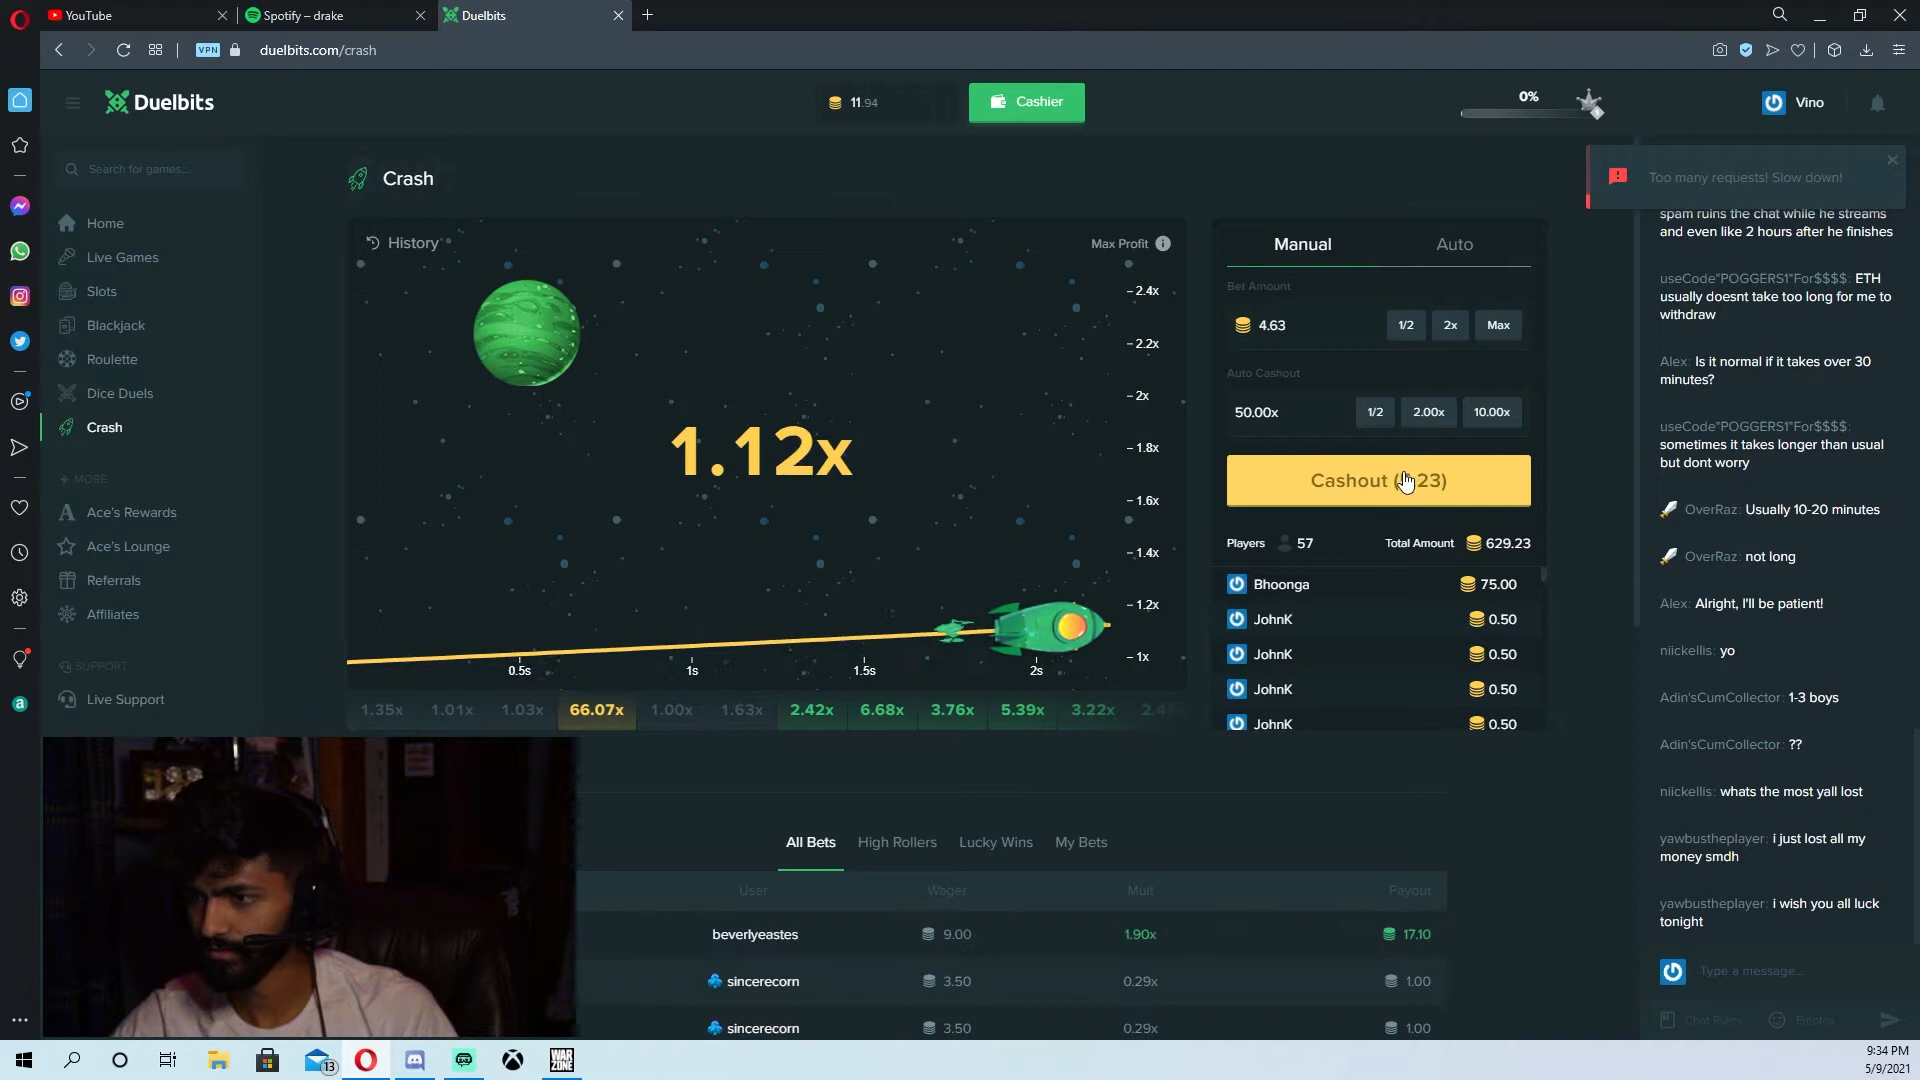 YouTube
Spotify – drake
Duelbits
VPN
duelbits.com/crash
Duelbits
11.94
Cashier
0%
Vino
Search for games...
Home
Live Games
Slots
Blackjack
Roulette
Dice Duels
Crash
MORE
Ace's Rewards
Ace's Lounge
Referrals
Affiliates
SUPPORT
Live Support
Crash
History
Max Profit
2.4x
2.2x
2x
1.8x
1.6x
1.4x
1.2x
1x
1.12x
0.5s 1s 1.5s 2s
1.35x 1.01x 1.03x 66.07x 1.00x 1.63x 2.42x 6.68x 3.76x 5.39x 3.22x
Manual Auto
Bet Amount
4.63 1/2 2x Max
Auto Cashout
50.00x 1/2 2.00x 10.00x
Cashout 23)
Players 57 Total Amount 629.23
Bhoonga 75.00
JohnK 0.50
JohnK 0.50
JohnK 0.50
JohnK 0.50
All Bets High Rollers Lucky Wins My Bets
User Wager Mult Payout
beverlyeastes 9.00 1.90x 17.10
sincerecorn 3.50 0.29x 1.00
sincerecorn 3.50 0.29x 1.00
Too many requests! Slow down!
spam ruins the chat while he streams
and even like 2 hours after he finishes
useCode"POGGERS1"For$$$$: ETH
usually doesnt take too long for me to
withdraw
Alex: Is it normal if it takes over 30
minutes?
useCode"POGGERS1"For$$$$:
sometimes it takes longer than usual
but dont worry
OverRaz: Usually 10-20 minutes
OverRaz: not long
Alex: Alright, I'll be patient!
niickellis: yo
Adin'sCumCollector: 1-3 boys
Adin'sCumCollector: ??
niickellis: whats the most yall lost
yawbustheplayer: i just lost all my
money smdh
yawbustheplayer: i wish you all luck
tonight
Type a message...
Chat Rules Emotes
13
WAR
ZONE
9:34 PM
5/9/2021